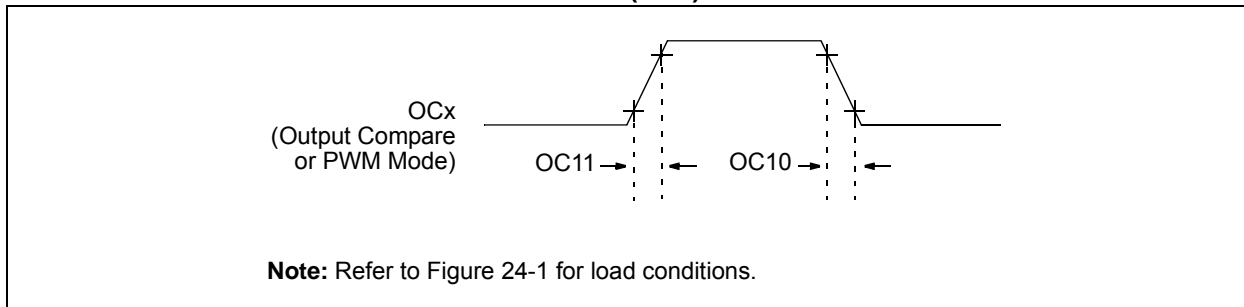 OCx
(Output Compare
or PWM Mode)
OC11
OC10
Note: Refer to Figure 24-1 for load conditions.